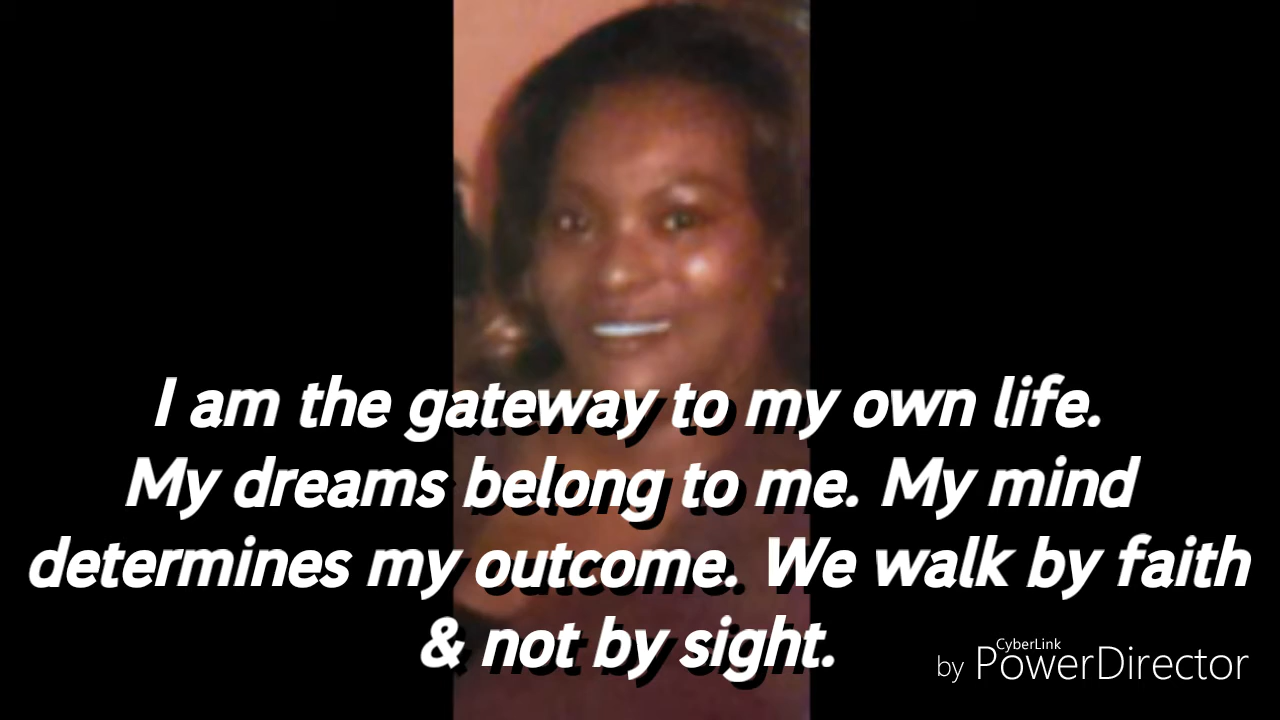 I am the gateway to my own life.
My dreams belong to me. My mind
determines my outcome. We walk by faith
& not by sight.
CyberLink
by PowerDirector